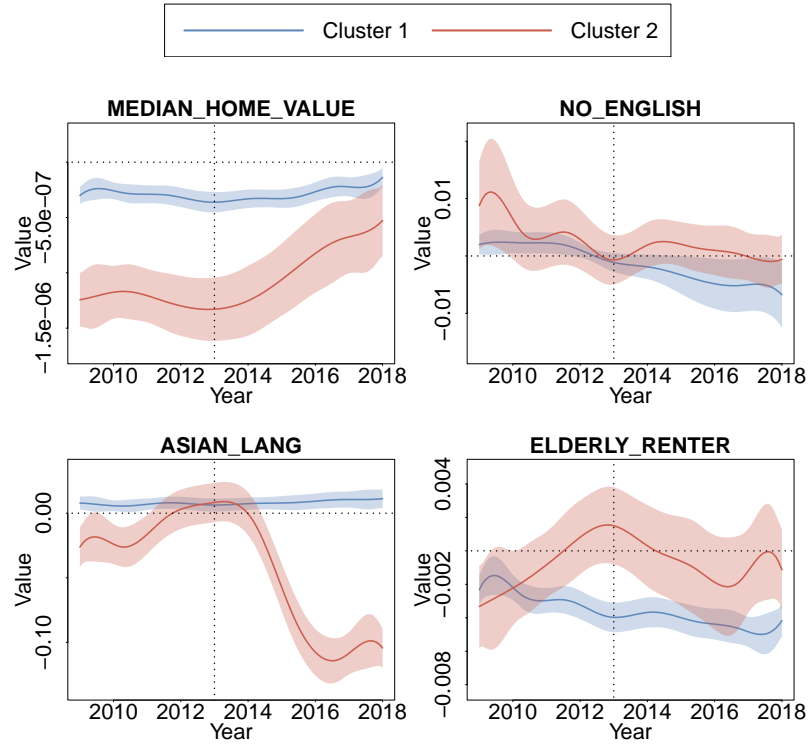 Cluster 1 Cluster 2
MEDIAN_HOME_VALUE
Value
−5.0e−07
−1.5e−06
2010 2012 2014 2016 2018
Year
NO_ENGLISH
Value
0.01
−0.01
2010 2012 2014 2016 2018
Year
ASIAN_LANG
Value
0.00
−0.10
2010 2012 2014 2016 2018
Year
ELDERLY_RENTER
Value
0.004
−0.002
−0.008
2010 2012 2014 2016 2018
Year